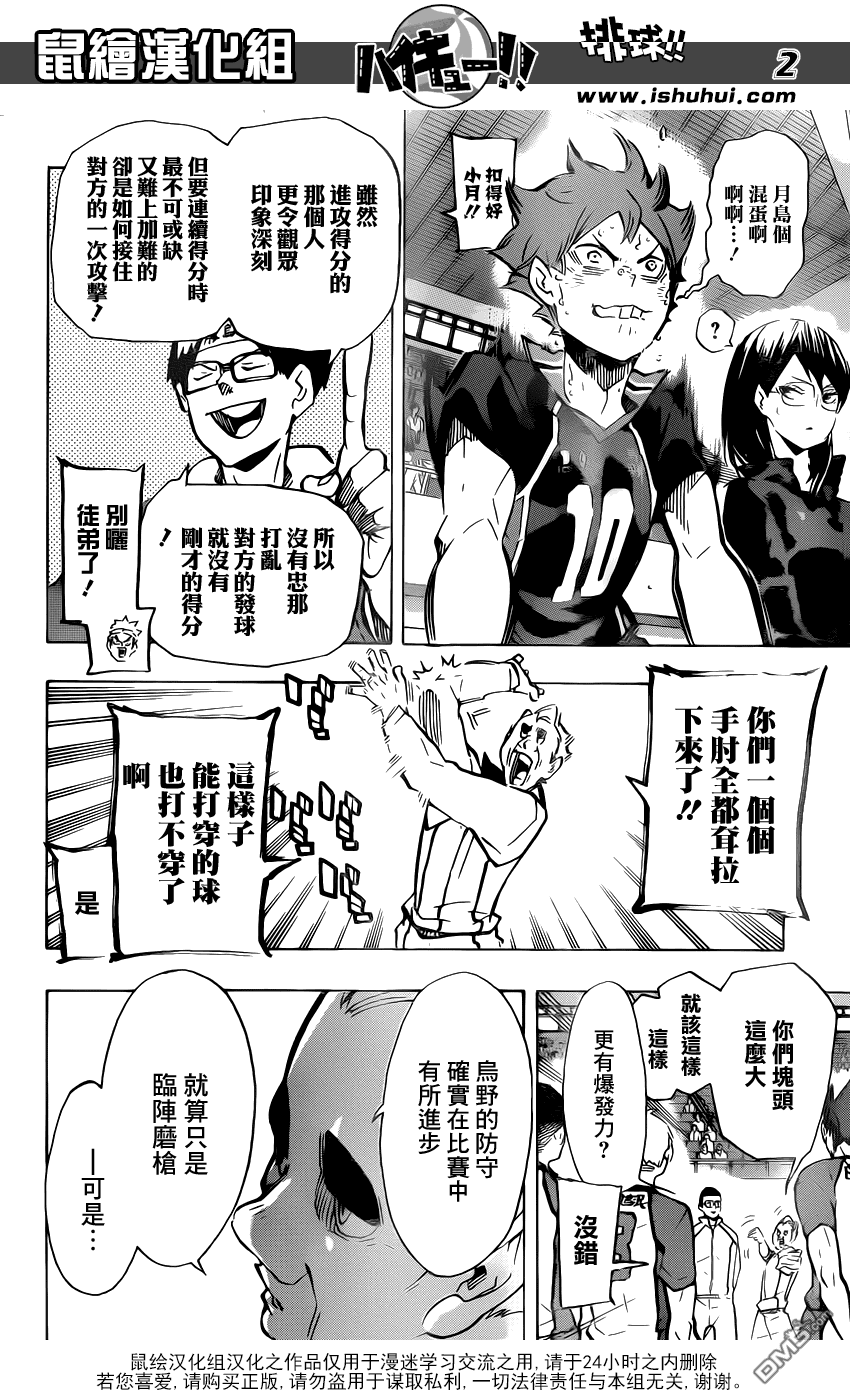 鼠繪漢化組
ハイキュー!!
排球!!
2
www.ishuhui.com
月島個
混蛋啊
啊啊…!
?
扣得好
小月!!
雖然
進攻得分的
那個人
更令觀眾
印象深刻
但要連續得分時
最不可或缺
又難上加難的
卻是如何接住
對方的一次攻擊!
所以
沒有忠那
打亂
對方的發球
就沒有
剛才的得分
!
別曬
徒弟了!
你們一個個
手肘全都耷拉
下來了!!
這樣子
能打穿的球
也打不穿了
啊
是
你們塊頭
這麼大
就該這樣
這樣
更有爆發力?
沒錯
烏野的防守
確實在比賽中
有所進步
就算只是
臨陣磨槍
—可是…
10
鼠绘汉化组汉化之作品仅用于漫迷学习交流之用, 请于24小时之内删除
若您喜爱, 请购买正版, 请勿盗用于谋取私利, 一切法律责任与本组无关, 谢谢。
DM5.com